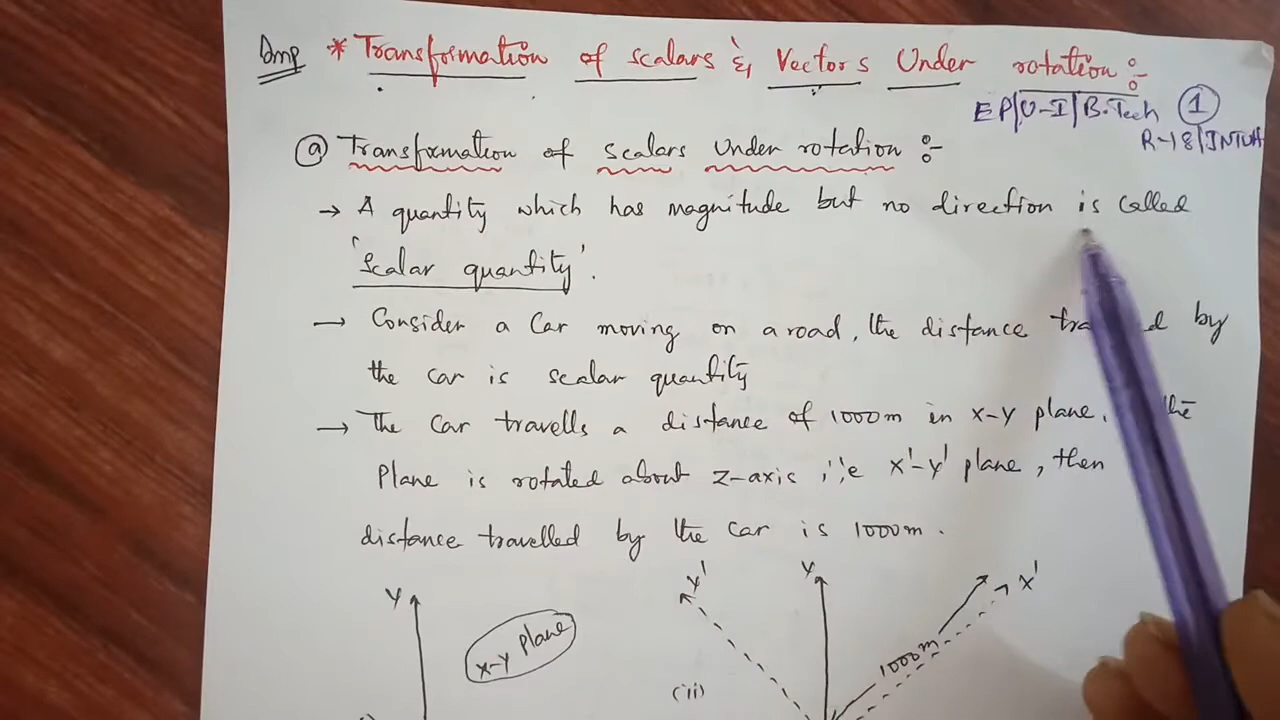 Imp * Transformation of scalars & Vectors Under rotation :-
EP/U-I/B.Tech ①
R-18/JNTUH
ⓐ Transformation of scalars Under rotation :-
→ A quantity which has magnitude but no direction is called
'Scalar quantity'.
→ Consider a Car moving on a road, the distance by
the car is scalar quantity
→ The Car travells a distance of 1000m in x-y plane. the
Plane is rotated about z-axis i.e x'-y' plane, then
distance travelled by the car is 1000m.
Y
x-y plane
Y'
Y
X'
1000m
(ii)